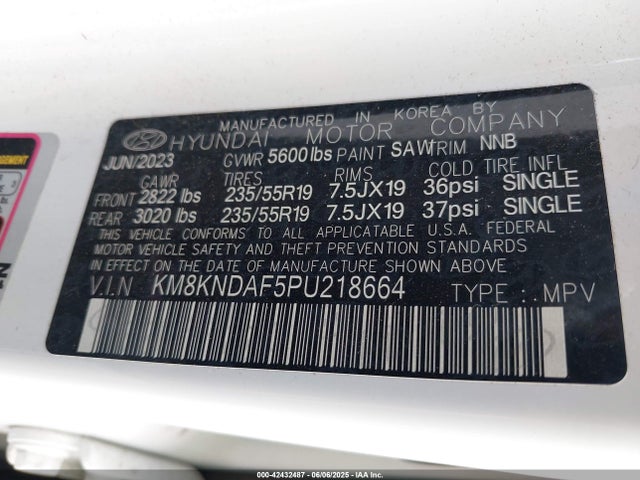 MANUFACTURED IN KOREA BY
HYUNDAI MOTOR COMPANY
JUN/2023 GVWR 5600 lbs PAINT SAW TRIM NNB
GAWR TIRES RIMS COLD TIRE INFL
FRONT 2822 lbs 235/55R19 7.5JX19 36psi SINGLE
REAR 3020 lbs 235/55R19 7.5JX19 37psi SINGLE
THIS VEHICLE CONFORMS TO ALL APPLICATABLE U.S.A. FEDERAL
MOTOR VEHICLE SAFETY AND THEFT PREVENTION STANDARDS
IN EFFECT ON THE DATE OF MANUFACTURE SHOWN ABOVE.
V.I.N KM8KNDAF5PU218664 TYPE : . MPV
000-42432487 - 06/06/2025 - IAA, Inc.